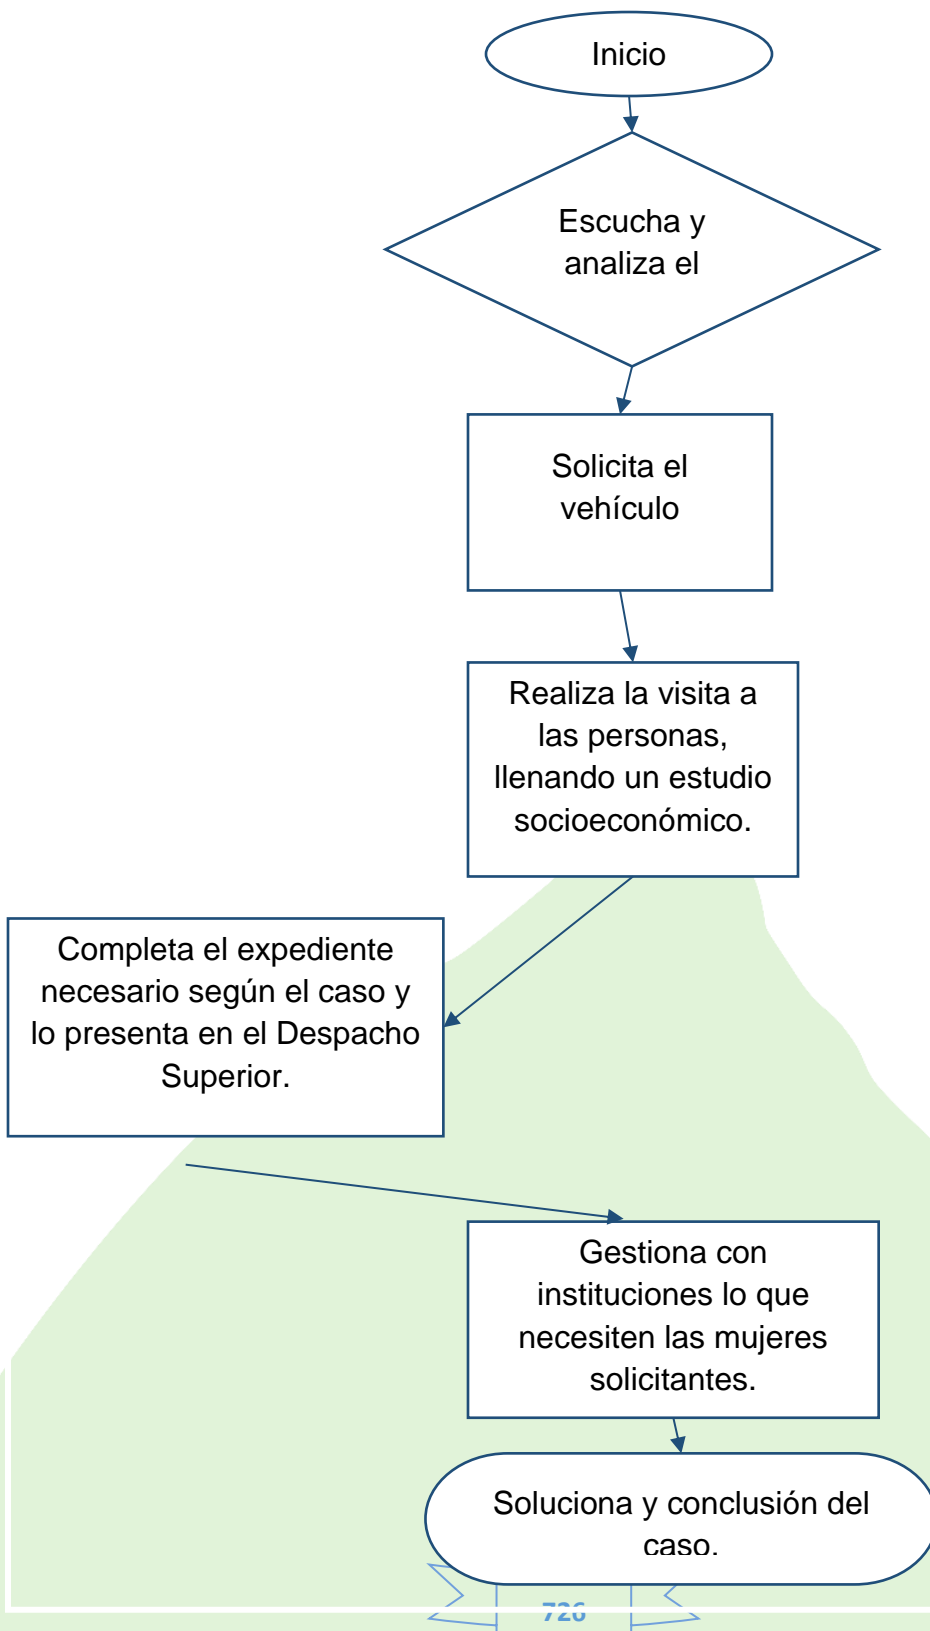 Inicio
Escucha y
analiza el
Solicita el
vehículo
Realiza la visita a
las personas,
llenando un estudio
socioeconómico.
Completa el expediente
necesario según el caso y
lo presenta en el Despacho
Superior.
Gestiona con
instituciones lo que
necesiten las mujeres
solicitantes.
Soluciona y conclusión del
caso.
726